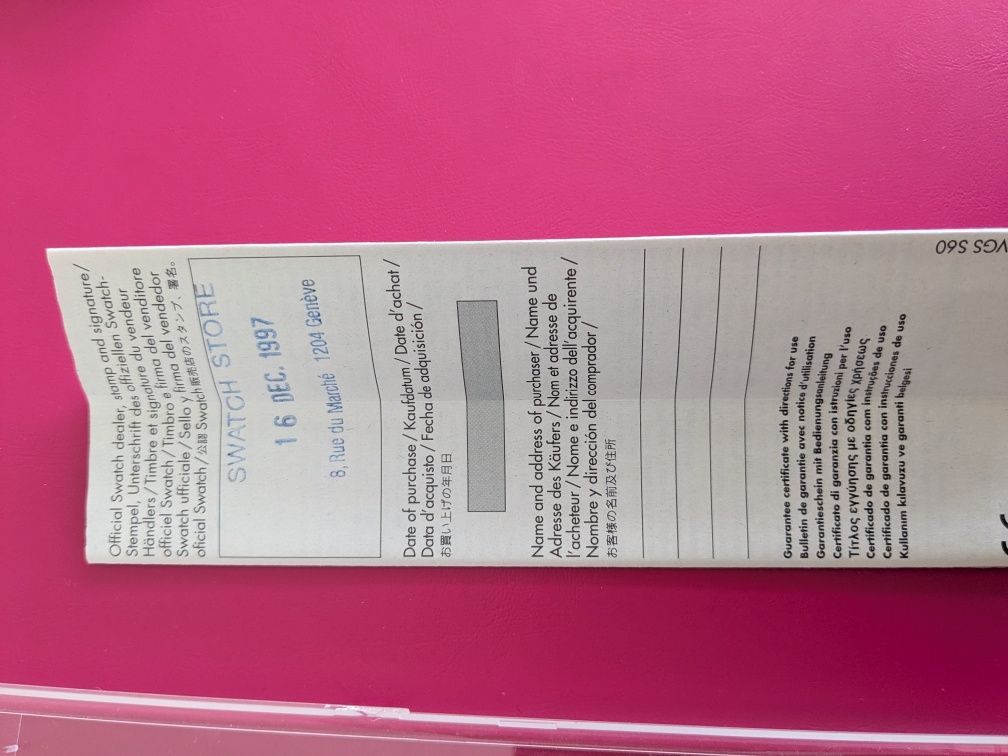 Official Swatch dealer, stamp and signature/
Stempel, Unterschrift des offiziellen Swatch-
Händlers/Timbre et signature du vendeur
officiel Swatch/Timbro e firma del venditore
Swatch ufficiale/Sello y firma del vendedor
oficial Swatch/公認 Swatch 販売店のスタンプ、署名。
SWATCH STORE
16 DEC. 1997
8, Rue du Marché 1204 Genève
Date of purchase/Kaufdatum/Date d'achat/
Data d'acquisto/Fecha de adquisición/
お買い上げの年月日
Name and address of purchaser/Name und
Adresse des Käufers/Nom et adresse de
l'acheteur/Nome e indirizzo dell'acquirente/
Nombre y dirección del comprador/
お客様の名前及び住所
Guarantee certificate with directions for use
Bulletin de garantie avec notice d'utilisation
Garantieschein mit Bedienungsanleitung
Certificato di garanzia con istruzioni per l'uso
Τίτλος εγγύησης με οδηγίες χρήσεως
Certificado de garantia com instruções de uso
Certificado de garantía con instrucciones de uso
Kullanım kılavuzu ve garanti belgesi
VGS S60